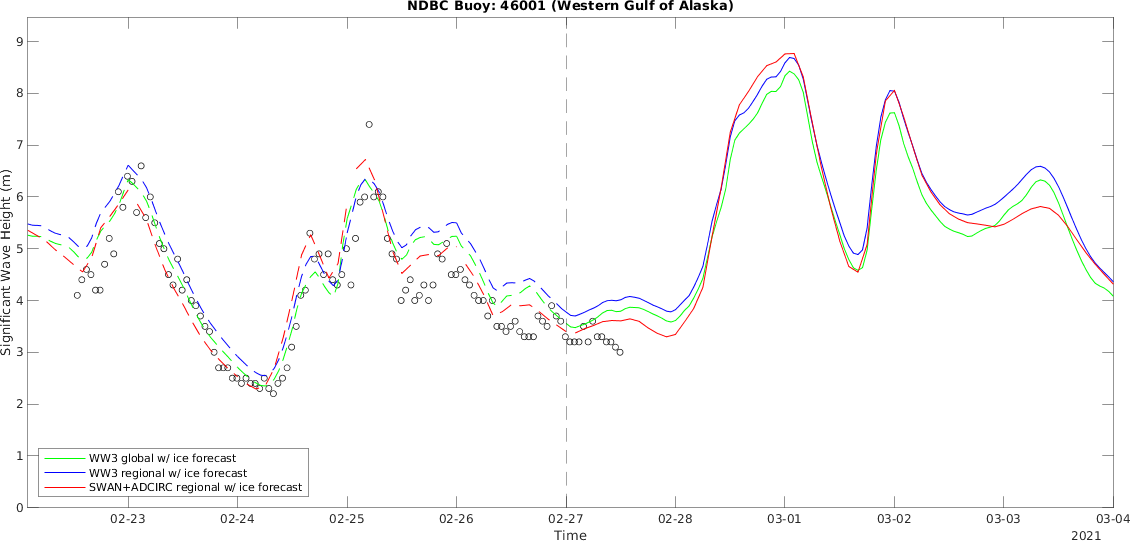 NDBC Buoy: 46001 (Western Gulf of Alaska)
Significant Wave Height (m)
9
8
7
6
5
4
3
2
1
0
WW3 global w/ ice forecast
WW3 regional w/ ice forecast
SWAN+ADCIRC regional w/ ice forecast
02-23 02-24 02-25 02-26 02-27 02-28 03-01 03-02 03-03 03-04
Time
2021